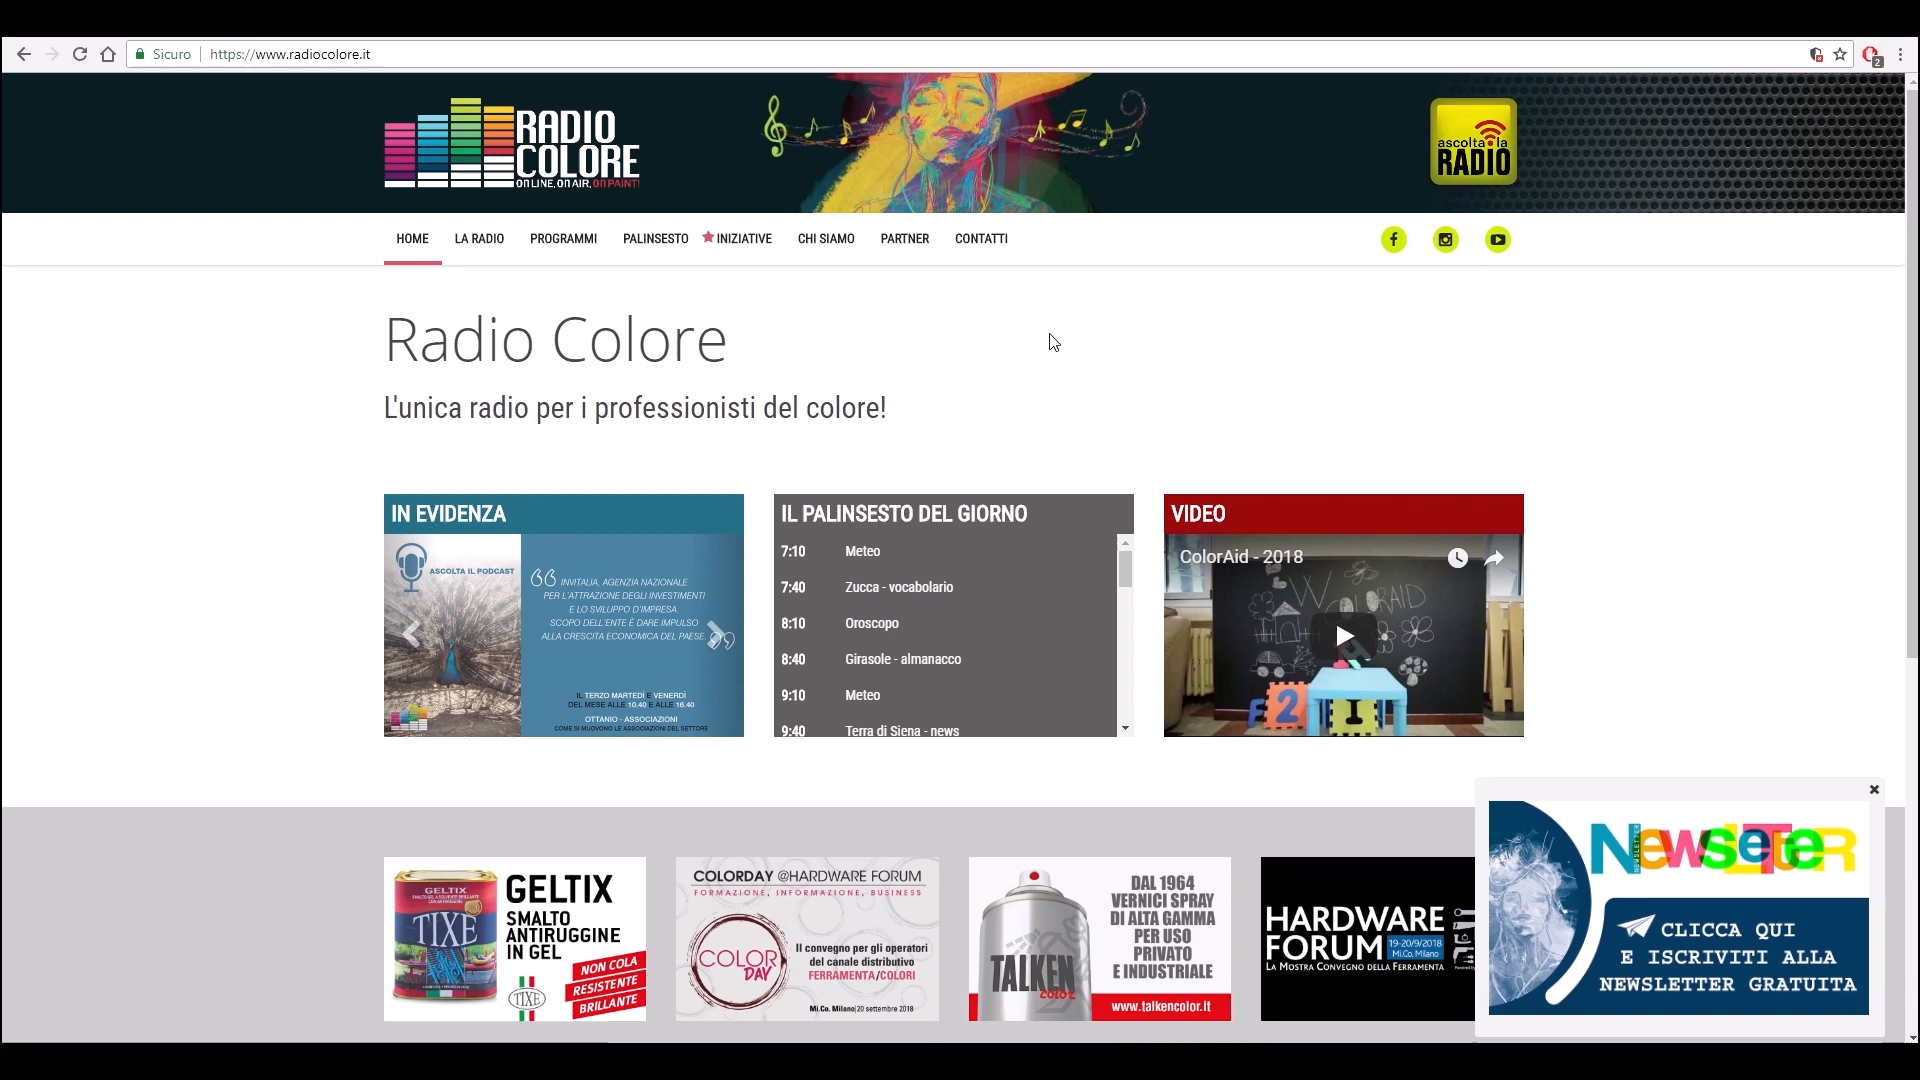 Sicuro
https://www.radiocolore.it
2
RADIO
COLORE
ON LINE, ON AIR, ON PAINT!
ascolta la
RADIO
HOME
LA RADIO
PROGRAMMI
PALINSESTO
INIZIATIVE
CHI SIAMO
PARTNER
CONTATTI
Radio Colore
L'unica radio per i professionisti del colore!
IN EVIDENZA
ASCOLTA IL PODCAST
INVITALIA, AGENZIA NAZIONALE
PER L'ATTRAZIONE DEGLI INVESTIMENTI
E LO SVILUPPO D'IMPRESA.
SCOPO DELL'ENTE È DARE IMPULSO
ALLA CRESCITA ECONOMICA DEL PAESE.
IL TERZO MARTEDÌ E VENERDÌ
DEL MESE ALLE 10.40 E ALLE 16.40
OTTANIO - ASSOCIAZIONI
COME SI MUOVONO LE ASSOCIAZIONI DEL SETTORE
IL PALINSESTO DEL GIORNO
7:10 Meteo
7:40 Zucca - vocabolario
8:10 Oroscopo
8:40 Girasole - almanacco
9:10 Meteo
9:40 Terra di Siena - news
VIDEO
ColorAid - 2018
GELTIX
TIXE
GELTIX
SMALTO
ANTIRUGGINE
IN GEL
NON COLA
RESISTENTE
BRILLANTE
TIXE
COLORDAY @HARDWARE FORUM
FORMAZIONE, INFORMAZIONE, BUSINESS
COLOR
DAY
Il convegno per gli operatori
del canale distributivo
FERRAMENTA/COLORI
Mi.Co. Milano|20 settembre 2018
TALKEN
color
DAL 1964
VERNICI SPRAY
DI ALTA GAMMA
PER USO
PRIVATO
E INDUSTRIALE
www.talkencolor.it
HARDWARE
FORUM
19-20/9/2018
Mi.Co. Milano
LA MOSTRA CONVEGNO DELLA FERRAMENTA
NEWSLETTER
NEWSLETTER
CLICCA QUI
E ISCRIVITI ALLA
NEWSLETTER GRATUITA